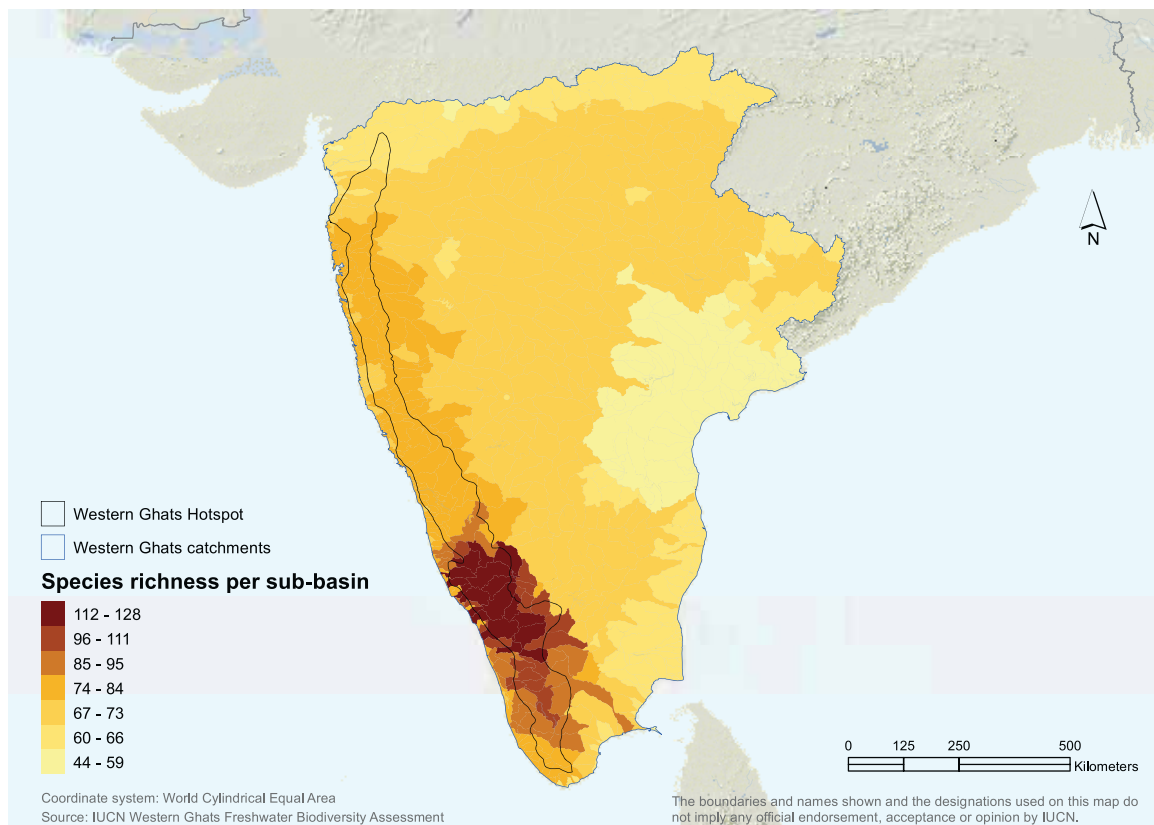 N
Western Ghats Hotspot
Western Ghats catchments
Species richness per sub-basin
112 - 128
96 - 111
85 - 95
74 - 84
67 - 73
60 - 66
44 - 59
0 125 250 500
Kilometers
Coordinate system: World Cylindrical Equal Area
Source: IUCN Western Ghats Freshwater Biodiversity Assessment
The boundaries and names shown and the designations used on this map do
not imply any official endorsement, acceptance or opinion by IUCN.